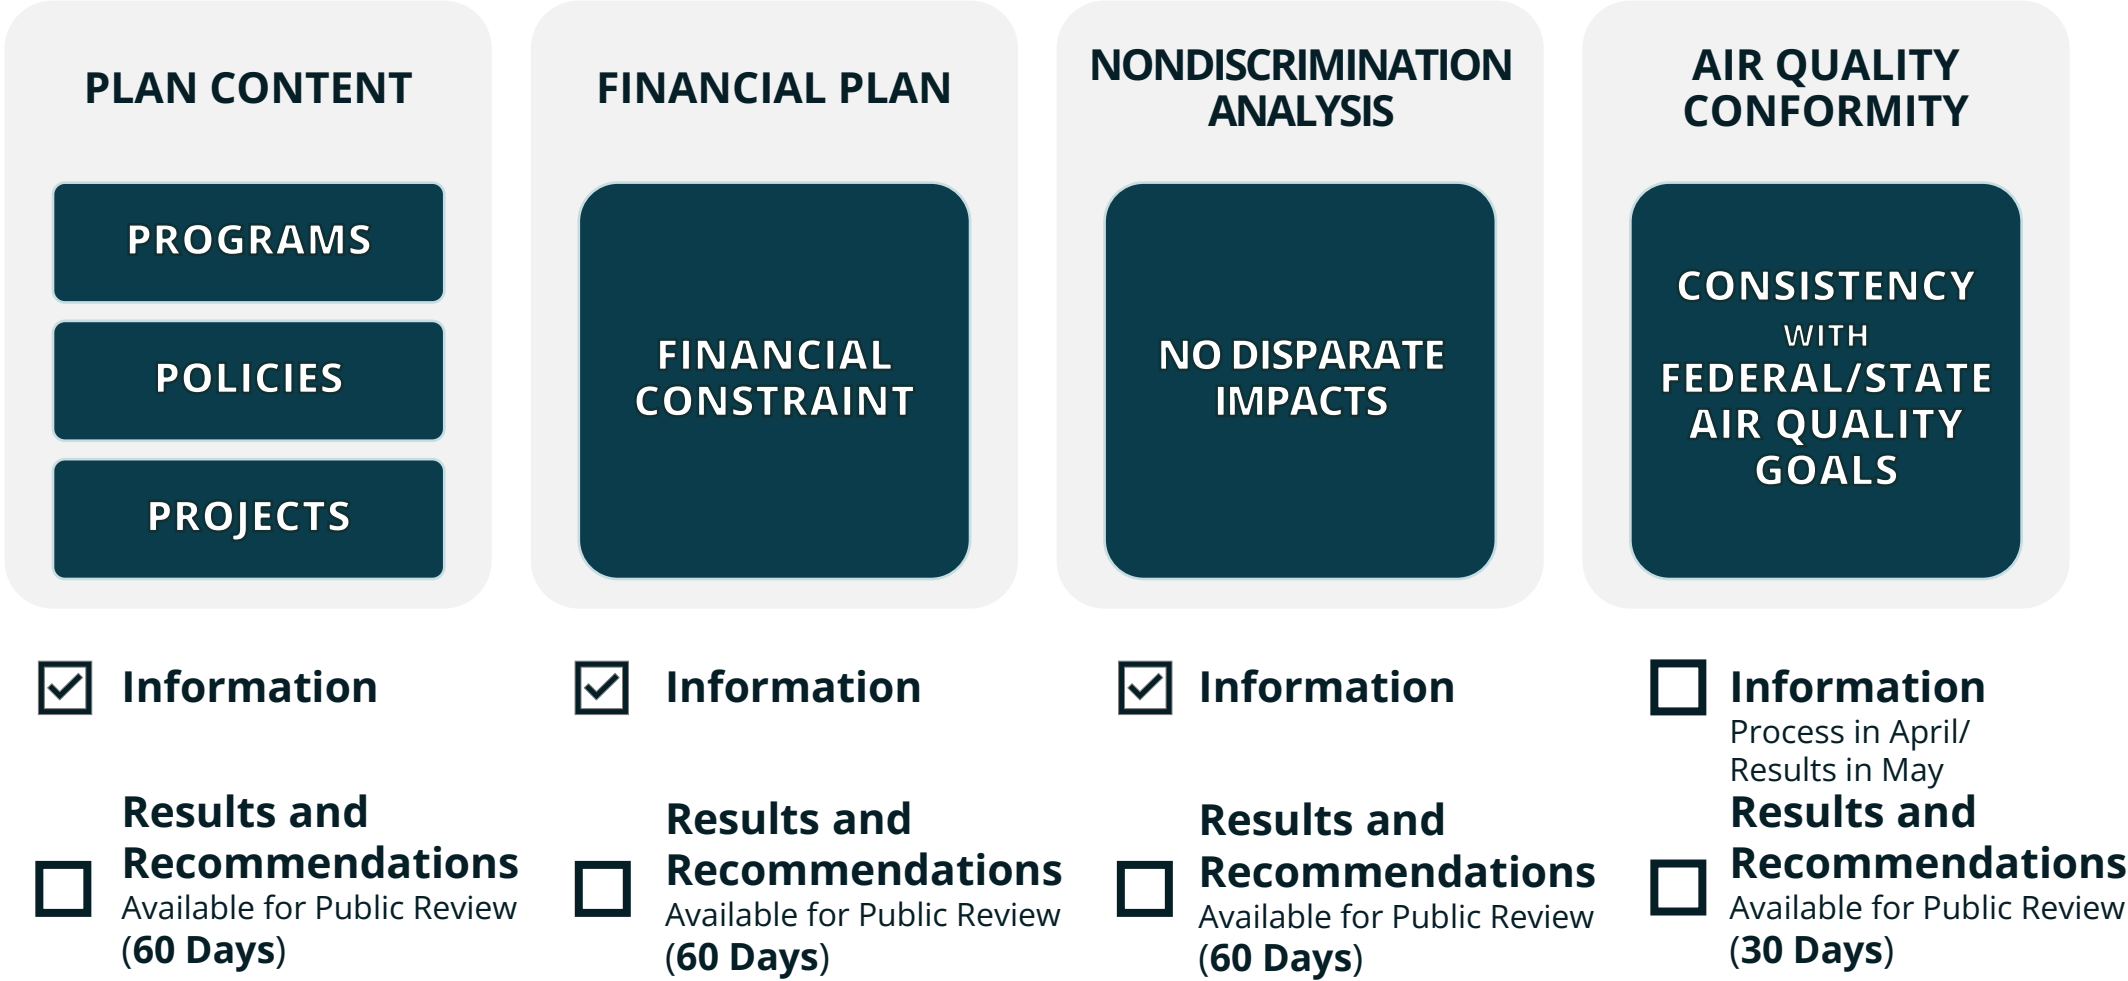 PLAN CONTENT
PROGRAMS
POLICIES
PROJECTS
Information
Results and
Recommendations
Available for Public Review
(60 Days)
FINANCIAL PLAN
FINANCIAL
CONSTRAINT
Information
Results and
Recommendations
Available for Public Review
(60 Days)
NONDISCRIMINATION
ANALYSIS
NO DISPARATE
IMPACTS
Information
Results and
Recommendations
Available for Public Review
(60 Days)
AIR QUALITY
CONFORMITY
CONSISTENCY
WITH
FEDERAL/STATE
AIR QUALITY
GOALS
Information
Process in April/
Results in May
Results and
Recommendations
Available for Public Review
(30 Days)